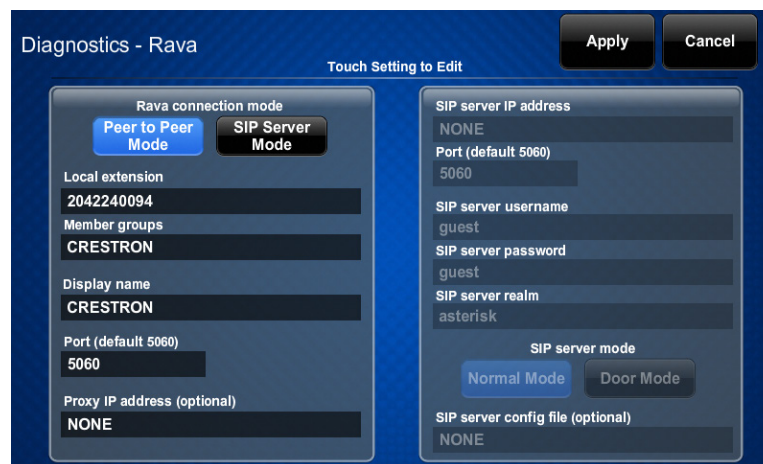 Diagnostics - Rava
Apply
Cancel
Touch Setting to Edit
Rava connection mode
Peer to Peer
Mode
SIP Server
Mode
Local extension
2042240094
Member groups
CRESTRON
Display name
CRESTRON
Port (default 5060)
5060
Proxy IP address (optional)
NONE
SIP server IP address
NONE
Port (default 5060)
5060
SIP server username
guest
SIP server password
guest
SIP server realm
asterisk
SIP server mode
Normal Mode
Door Mode
SIP server config file (optional)
NONE